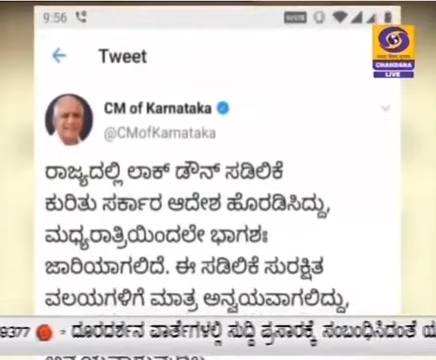 9:56
DD
CHANDANA
LIVE
Tweet
CM of Karnataka
@CMofKarnataka
ರಾಜ್ಯದಲ್ಲಿ ಲಾಕ್ ಡೌನ್ ಸಡಿಲಿಕೆ
ಕುರಿತು ಸರ್ಕಾರ ಆದೇಶ ಹೊರಡಿಸಿದ್ದು,
ಮಧ್ಯರಾತ್ರಿಯಿಂದಲೇ ಭಾಗಶಃ
ಜಾರಿಯಾಗಲಿದೆ. ಈ ಸಡಿಲಿಕೆ ಸುರಕ್ಷಿತ
ವಲಯಗಳಿಗೆ ಮಾತ್ರ ಅನ್ವಯವಾಗಲಿದ್ದು,
9377 - ದೂರದರ್ಶನ ವಾರ್ತೆಗಳಲ್ಲಿ ಸುದ್ದಿ ಪ್ರಸಾರಕ್ಕೆ ಸಂಬಂಧಿಸಿದಂತೆ